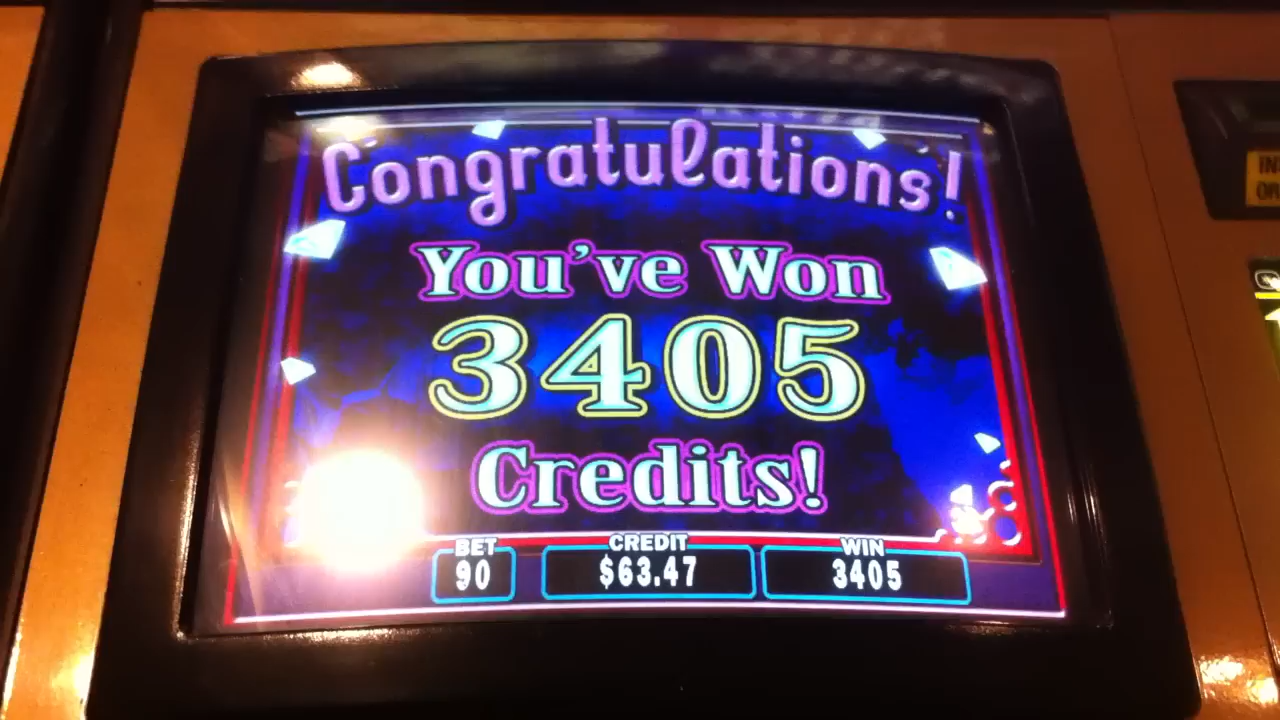 Congratulations!
You've Won
3405
Credits!
BET
90
CREDIT
$63.47
WIN
3405